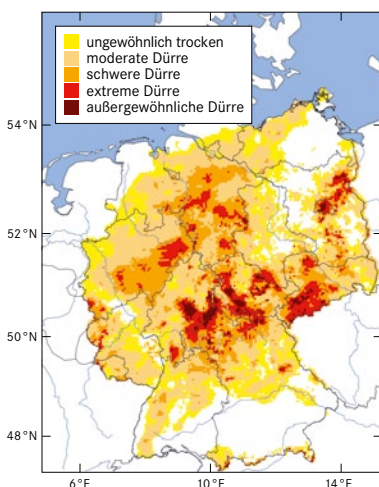 ungewöhnlich trocken
moderate Dürre
schwere Dürre
extreme Dürre
außergewöhnliche Dürre
54°N
52°N
50°N
48°N
6°E
10°E
14°E